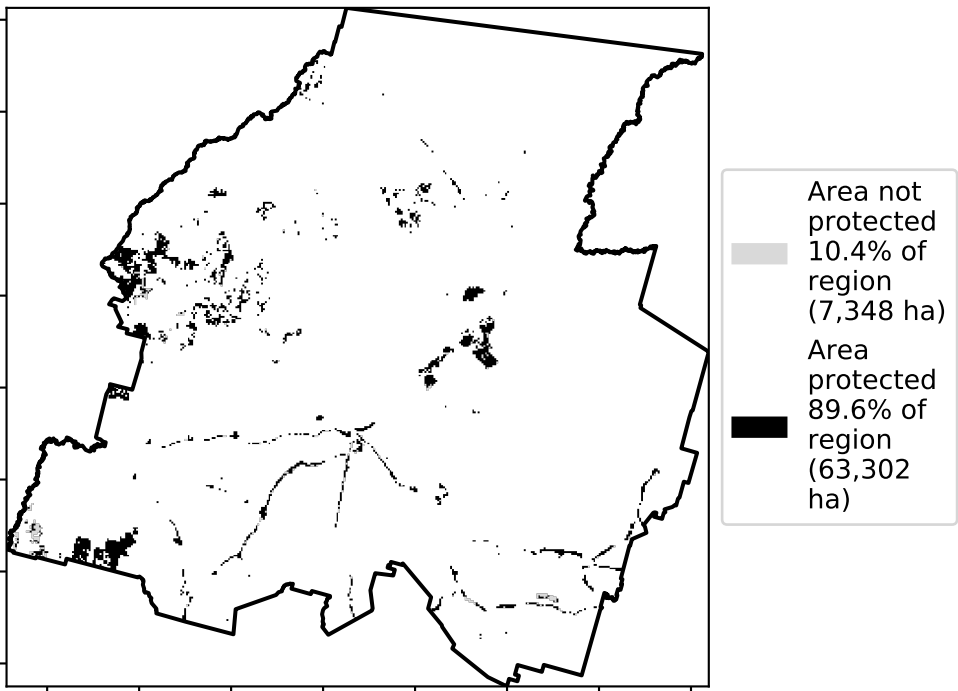 Area not
protected
10.4% of
region
(7,348 ha)
Area
protected
89.6% of
region
(63,302
ha)